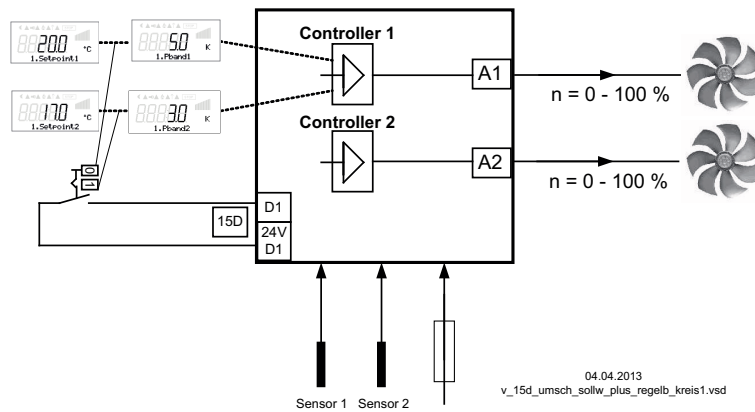 Controller 1
20.0 °C
1.Setpoint1
5.0 K
1.Pband1
A1
n = 0 - 100 %
17.0 °C
1.Setpoint2
3.0 K
1.Pband2
Controller 2
A2
n = 0 - 100 %
0
1
15D
D1
24V
D1
Sensor 1
Sensor 2
04.04.2013
v_15d_umsch_sollw_plus_regelb_kreis1.vsd